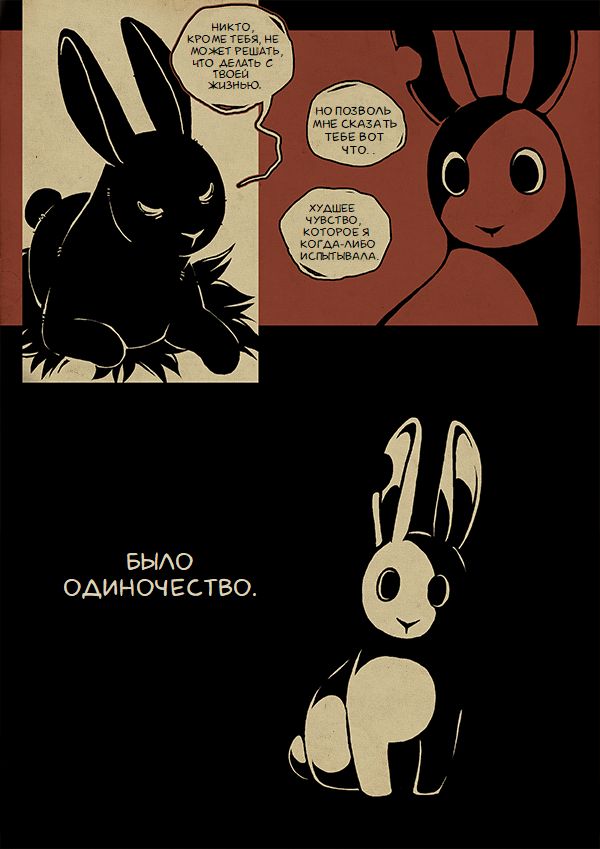 НИКТО,
КРОМЕ ТЕБЯ, НЕ
МОЖЕТ РЕШАТЬ,
ЧТО ДЕЛАТЬ С
ТВОЕЙ
ЖИЗНЬЮ.
НО ПОЗВОЛЬ
МНЕ СКАЗАТЬ
ТЕБЕ ВОТ
ЧТО. .
ХУДШЕЕ
ЧУВСТВО,
КОТОРОЕ Я
КОГДА-ЛИБО
ИСПЫТЫВАЛА.
БЫЛО
ОДИНОЧЕСТВО.